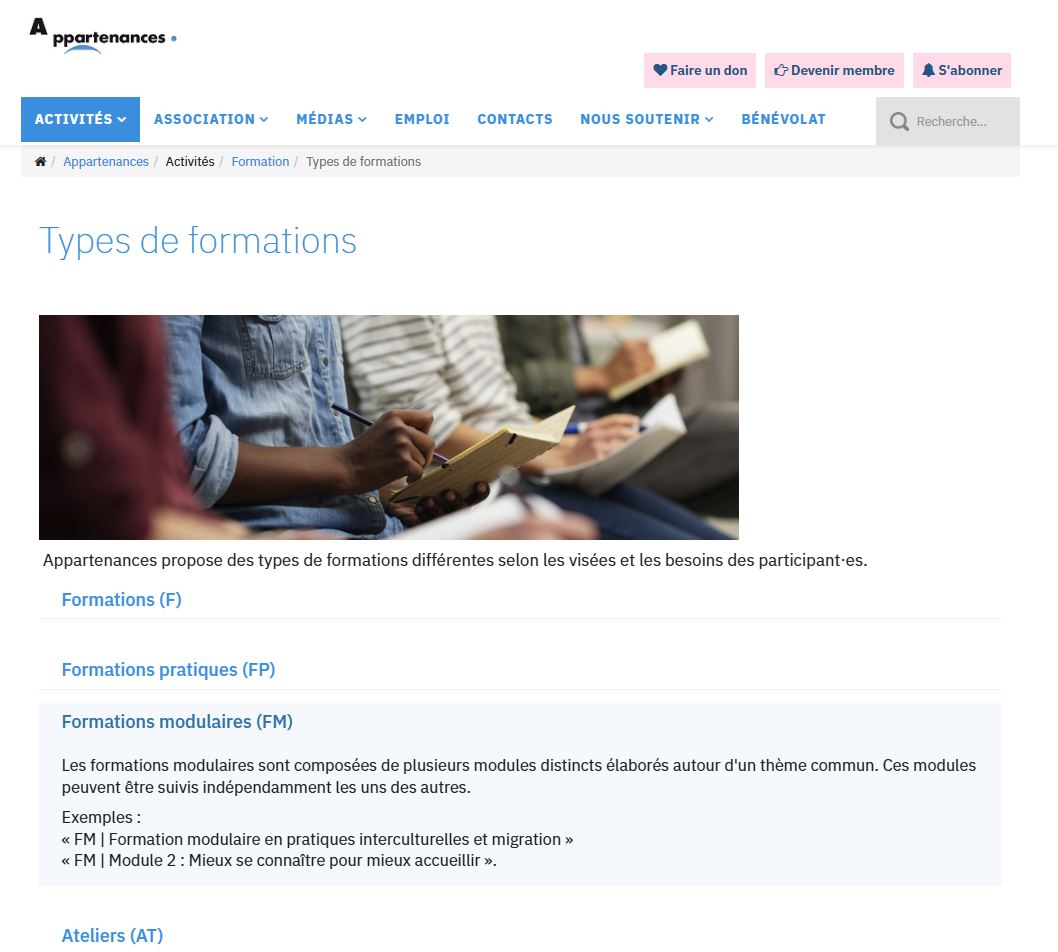 Appartenances
Faire un don
Devenir membre
S'abonner
ACTIVITÉS
ASSOCIATION
MÉDIAS
EMPLOI
CONTACTS
NOUS SOUTENIR
BÉNÉVOLAT
Recherche...
/ Appartenances / Activités / Formation / Types de formations
Types de formations
Appartenances propose des types de formations différentes selon les visées et les besoins des participant·es.
Formations (F)
Formations pratiques (FP)
Formations modulaires (FM)
Les formations modulaires sont composées de plusieurs modules distincts élaborés autour d'un thème commun. Ces modules
peuvent être suivis indépendamment les uns des autres.
Exemples :
« FM | Formation modulaire en pratiques interculturelles et migration »
« FM | Module 2 : Mieux se connaître pour mieux accueillir ».
Ateliers (AT)